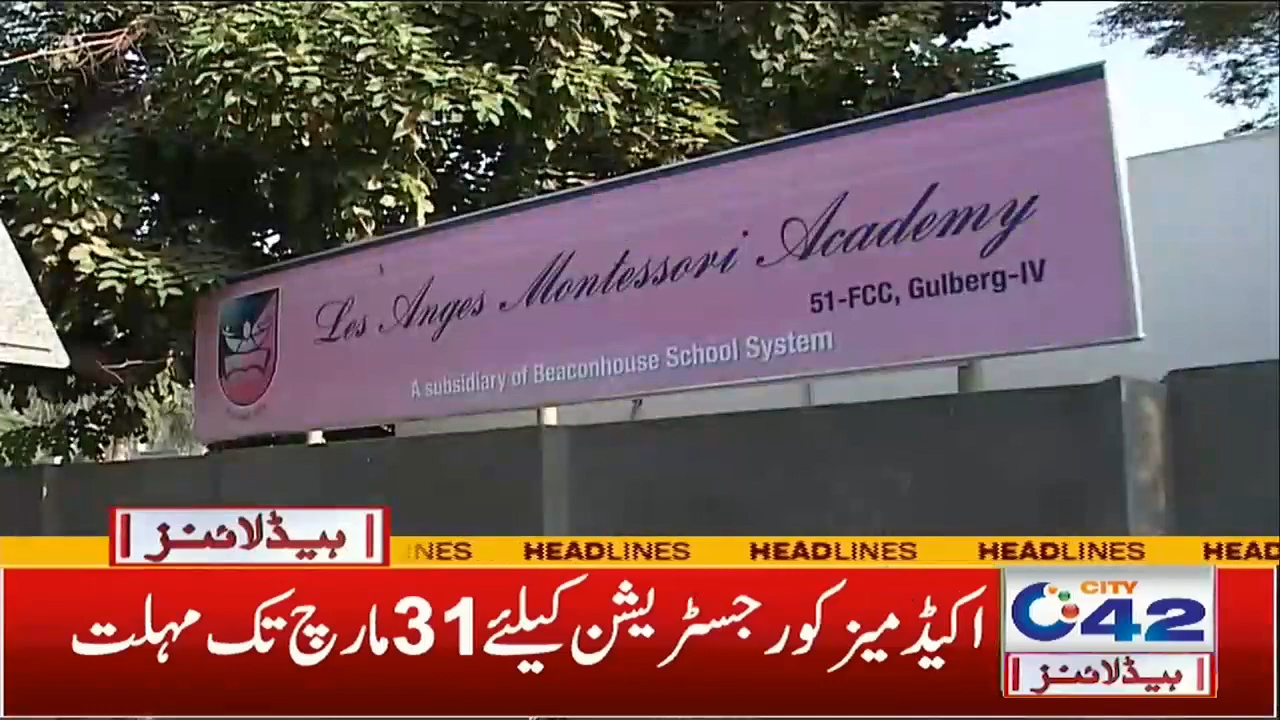 Les Anges Montessori Academy
51-FCC, Gulberg-IV
A subsidiary of Beaconhouse School System
ہیڈلائنز
NES HEADLINES HEADLINES HEADLINES HEAD
اکیڈمیز کو رجسٹریشن کیلئے 31 مارچ تک مہلت
CITY
42
ہیڈلائنز